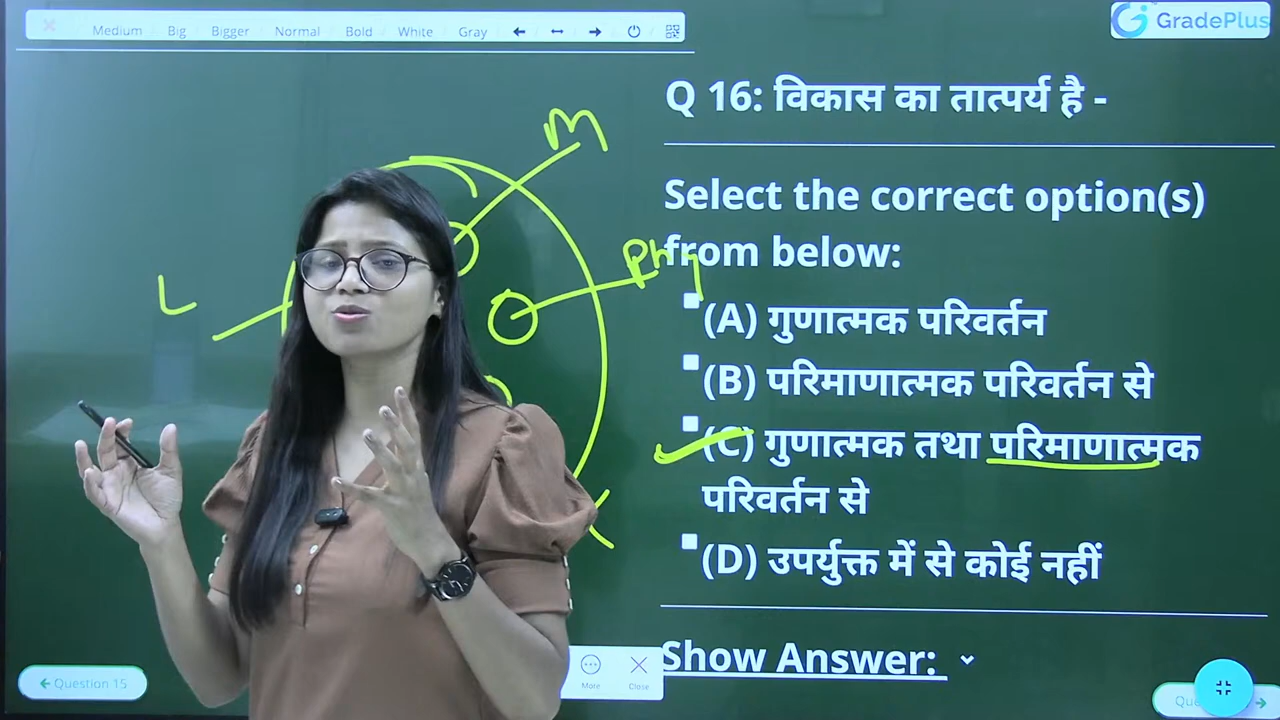 Medium Big Bigger Normal Bold White Gray
GradePlus
Q 16: विकास का तात्पर्य है -
Select the correct option(s)
from below:
(A) गुणात्मक परिवर्तन
(B) परिमाणात्मक परिवर्तन से
(C) गुणात्मक तथा परिमाणात्मक
परिवर्तन से
(D) उपर्युक्त में से कोई नहीं
Show Answer:
M
Phy
L
More
Close
Question 15